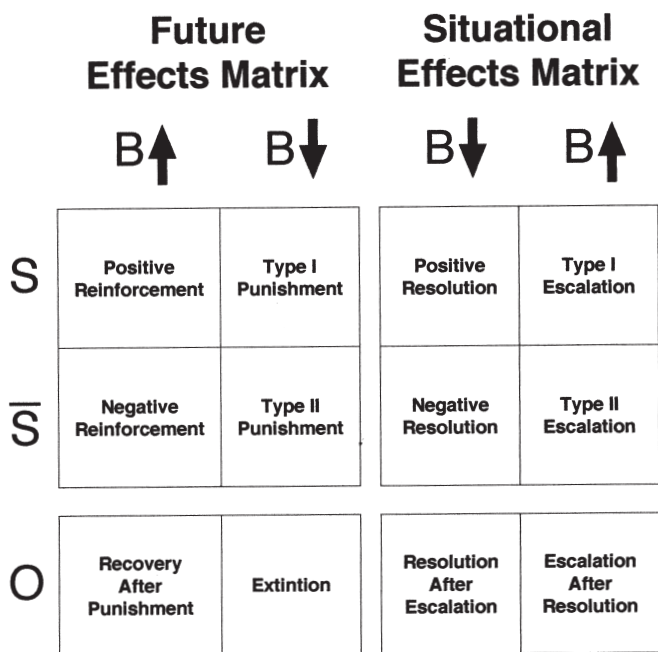 Future Situational
Effects Matrix Effects Matrix
B B B B
S Positive Type I Positive Type I
Reinforcement Punishment Resolution Escalation
S̅ Negative Type II Negative Type II
Reinforcement Punishment Resolution Escalation
Recovery Resolution Escalation
O After Extintion After After
Punishment Escalation Resolution